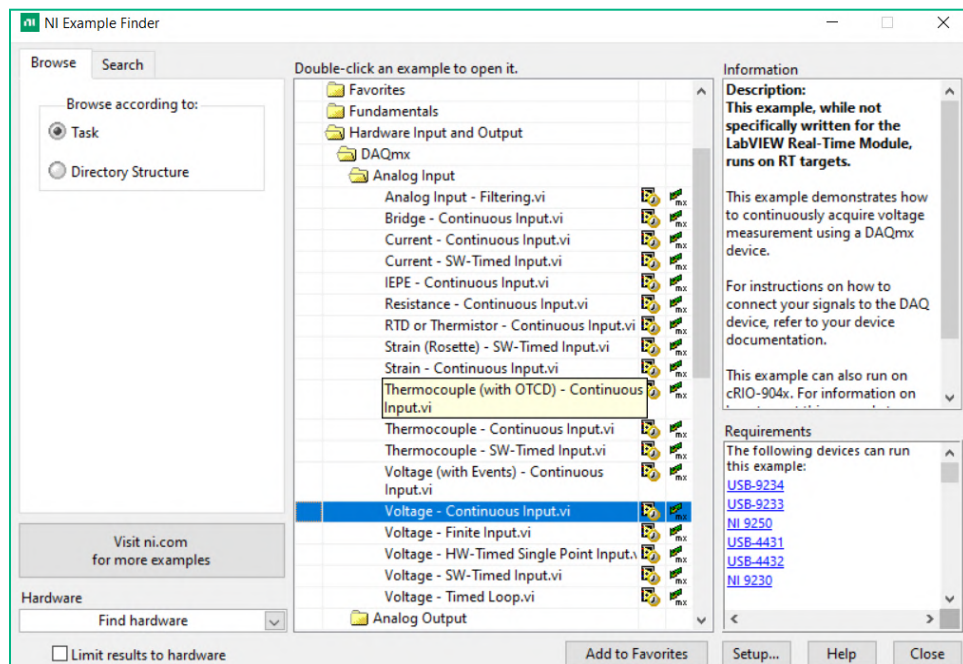 NI Example Finder
Browse
Search
Browse according to:
Task
Directory Structure
Visit ni.com
for more examples
Hardware
Find hardware
Limit results to hardware
Double-click an example to open it.
Favorites
Fundamentals
Hardware Input and Output
DAQmx
Analog Input
Analog Input - Filtering.vi
Bridge - Continuous Input.vi
Current - Continuous Input.vi
Current - SW-Timed Input.vi
IEPE - Continuous Input.vi
Resistance - Continuous Input.vi
RTD or Thermistor - Continuous Input.vi
Strain (Rosette) - SW-Timed Input.vi
Strain - Continuous Input.vi
Thermocouple (with OTCD) - Continuous
Input.vi
Thermocouple - Continuous Input.vi
Thermocouple - SW-Timed Input.vi
Voltage (with Events) - Continuous
Input.vi
Voltage - Continuous Input.vi
Voltage - Finite Input.vi
Voltage - HW-Timed Single Point Input.
Voltage - SW-Timed Input.vi
Voltage - Timed Loop.vi
Analog Output
Add to Favorites
Information
Description:
This example, while not
specifically written for the
LabVIEW Real-Time Module,
runs on RT targets.
This example demonstrates how
to continuously acquire voltage
measurement using a DAQmx
device.
For instructions on how to
connect your signals to the DAQ
device, refer to your device
documentation.
This example can also run on
cRIO-904x. For information on
Requirements
The following devices can run
this example:
USB-9234
USB-9233
NI 9250
USB-4431
USB-4432
NI 9230
Setup...
Help
Close